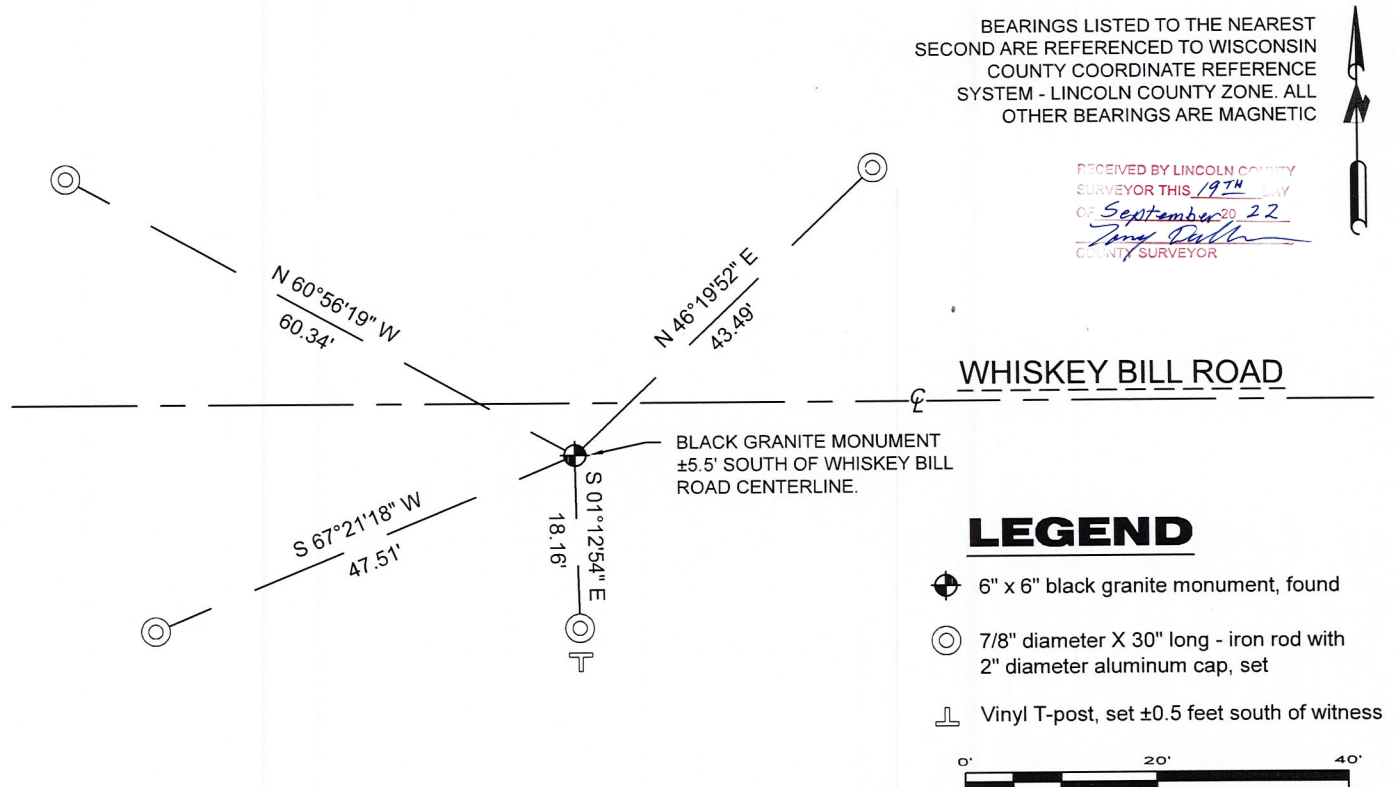 BEARINGS LISTED TO THE NEAREST
SECOND ARE REFERENCED TO WISCONSIN
COUNTY COORDINATE REFERENCE
SYSTEM - LINCOLN COUNTY ZONE. ALL
OTHER BEARINGS ARE MAGNETIC
N
RECEIVED BY LINCOLN COUNTY
SURVEYOR THIS 19TH DAY
OF September 20 22
COUNTY SURVEYOR
N 60°56'19" W
60.34'
N 46°19'52" E
43.49'
WHISKEY BILL ROAD
CL
BLACK GRANITE MONUMENT
±5.5' SOUTH OF WHISKEY BILL
ROAD CENTERLINE.
S 67°21'18" W
47.51'
S 01°12'54" E
18.16'
LEGEND
6" x 6" black granite monument, found
7/8" diameter X 30" long - iron rod with
2" diameter aluminum cap, set
Vinyl T-post, set ±0.5 feet south of witness
0' 20' 40'